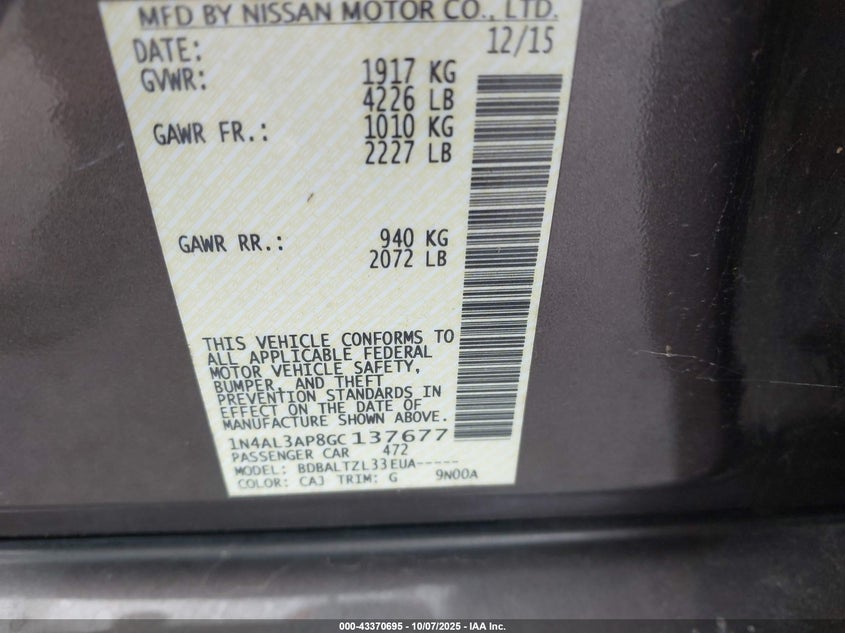 MFD BY NISSAN MOTOR CO., LTD.
DATE: 12/15
GVWR: 1917 KG
4226 LB
GAWR FR.: 1010 KG
2227 LB
GAWR RR.: 940 KG
2072 LB
THIS VEHICLE CONFORMS TO
ALL APPLICABLE FEDERAL
MOTOR VEHICLE SAFETY,
BUMPER, AND THEFT
PREVENTION STANDARDS IN
EFFECT ON THE DATE OF
MANUFACTURE SHOWN ABOVE.
1N4AL3AP8GC137677
PASSENGER CAR 472
MODEL: BDBALTZL33EUA-----
COLOR: CAJ TRIM: G 9N00A
000-43370695 - 10/07/2025 - IAA Inc.